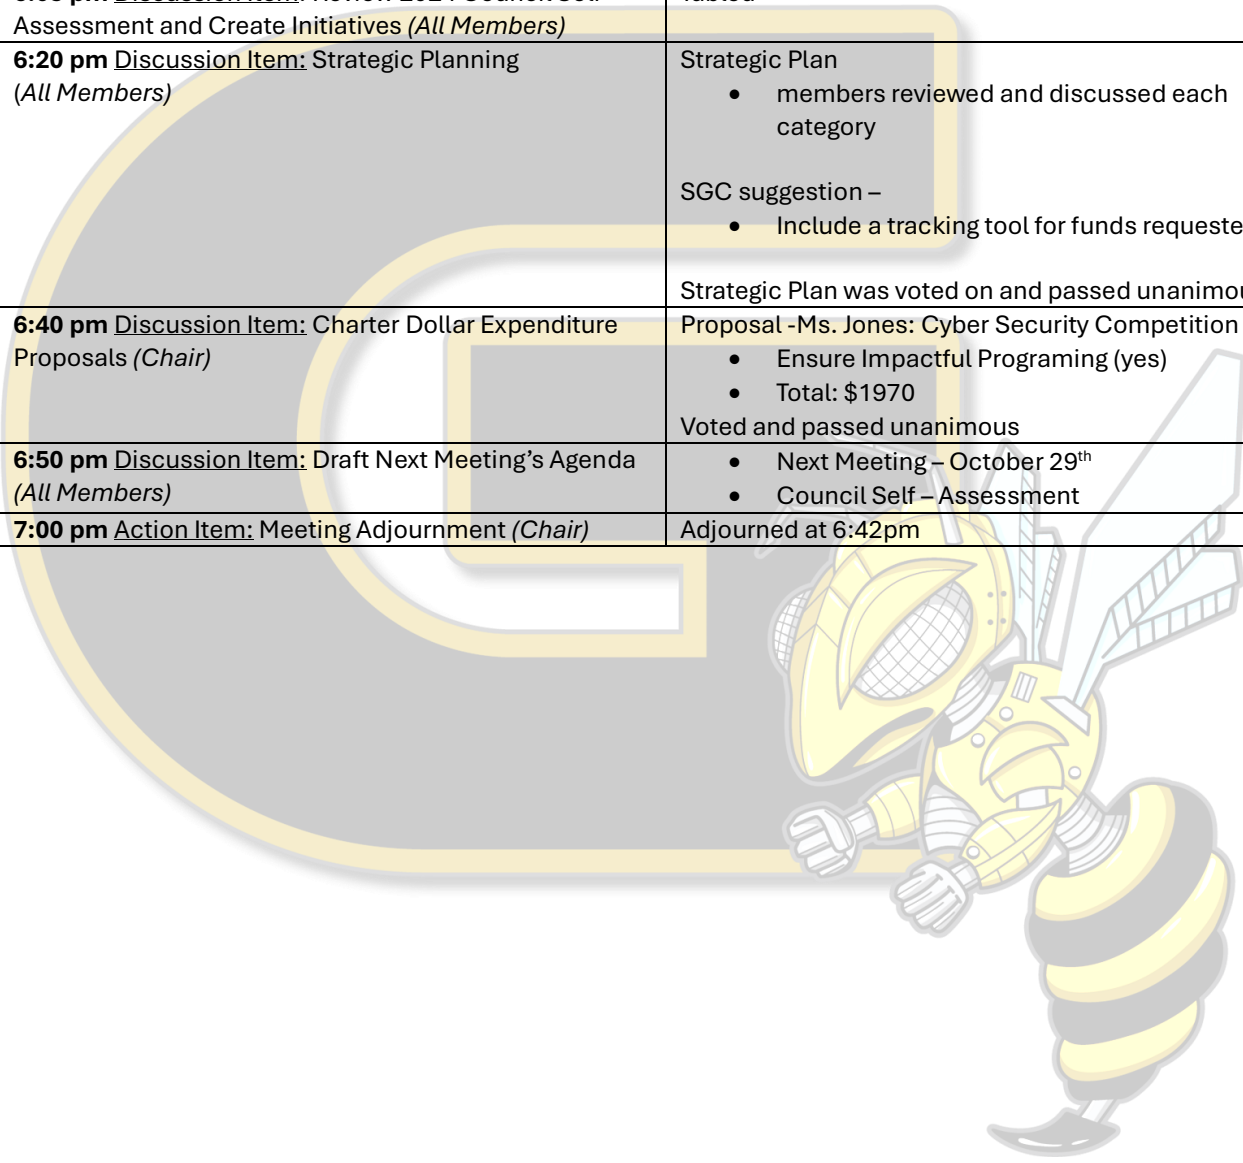 Assessment and Create Initiatives (All Members)
6:20 pm Discussion Item: Strategic Planning
(All Members)
Strategic Plan
• members reviewed and discussed each
category
SGC suggestion –
• Include a tracking tool for funds requeste
Strategic Plan was voted on and passed unanimou
6:40 pm Discussion Item: Charter Dollar Expenditure
Proposals (Chair)
Proposal -Ms. Jones: Cyber Security Competition
• Ensure Impactful Programing (yes)
• Total: $1970
Voted and passed unanimous
6:50 pm Discussion Item: Draft Next Meeting’s Agenda
(All Members)
• Next Meeting – October 29th
• Council Self – Assessment
7:00 pm Action Item: Meeting Adjournment (Chair)
Adjourned at 6:42pm